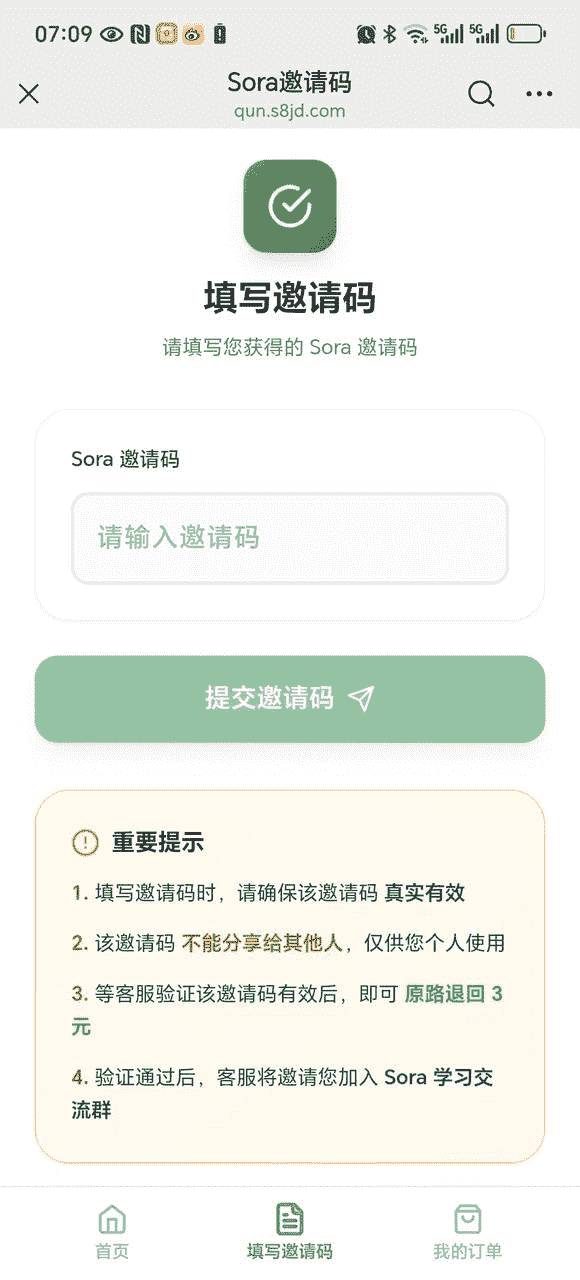 07:09
5G 5G
Sora邀请码
qun.s8jd.com
填写邀请码
请填写您获得的 Sora 邀请码
Sora 邀请码
请输入邀请码
提交邀请码
重要提示
1. 填写邀请码时，请确保该邀请码 真实有效
2. 该邀请码 不能分享给其他人，仅供您个人使用
3. 等客服验证该邀请码有效后，即可 原路退回 3
元
4. 验证通过后，客服将邀请您加入 Sora 学习交
流群
首页 填写邀请码 我的订单